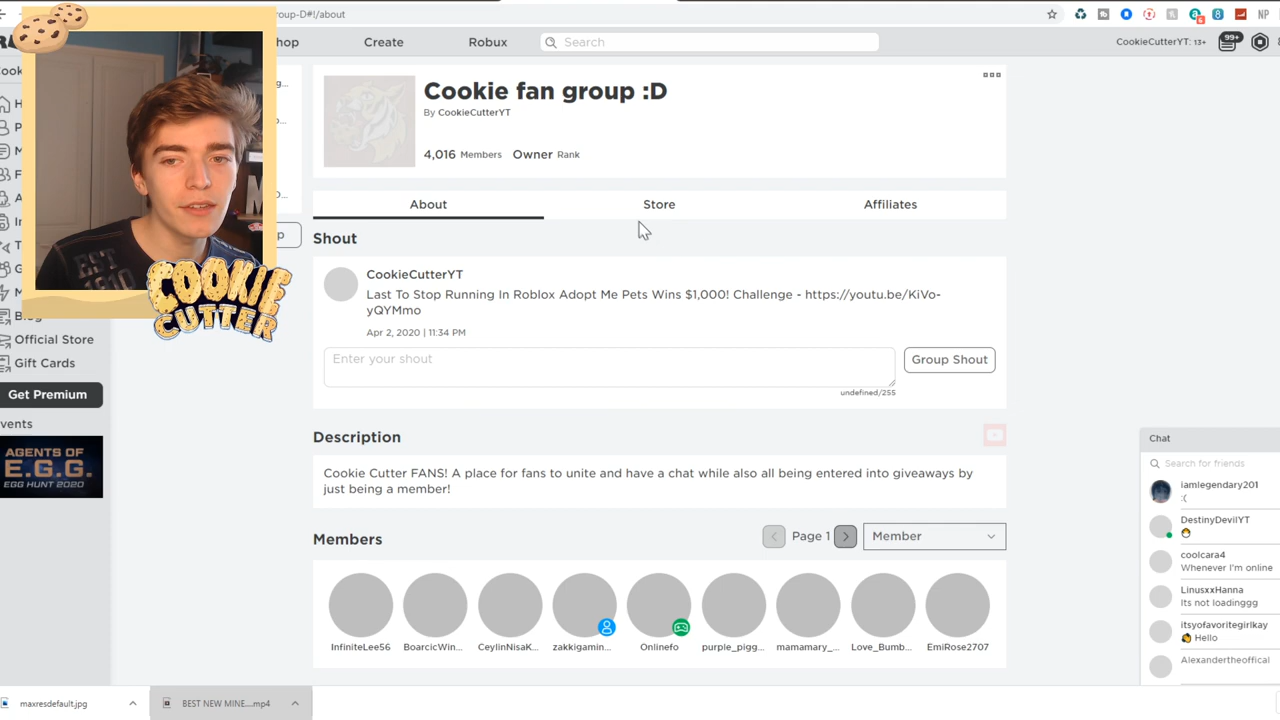 roup-D#!/about
hop
Create
Robux
Search
CookieCutterYT: 13+
99+
NP
Cook
COOKIE
CUTTER
Official Store
Gift Cards
Get Premium
vents
AGENTS OF
E.G.G.
EGG HUNT 2020
Cookie fan group :D
By CookieCutterYT
4,016 Members Owner Rank
About
Store
Affiliates
Shout
CookieCutterYT
Last To Stop Running In Roblox Adopt Me Pets Wins $1,000! Challenge - https://youtu.be/KiVo-
yQYMmo
Apr 2, 2020 | 11:34 PM
Enter your shout
Group Shout
undefined/255
Description
Cookie Cutter FANS! A place for fans to unite and have a chat while also all being entered into giveaways by
just being a member!
Members
Page 1
Member
InfiniteLee56
BoarcicWin...
CeylinNisaK...
zakkigamin...
Onlinefo
purple_pigg...
mamamary_...
Love_Bumb...
EmiRose2707
Chat
Search for friends
iamlegendary201
:(
DestinyDevilYT
coolcara4
Whenever I'm online
LinusxxHanna
Its not loadinggg
itsyofavoritegirlkay
Hello
Alexandertheoffical
maxresdefault.jpg
BEST NEW MINE....mp4